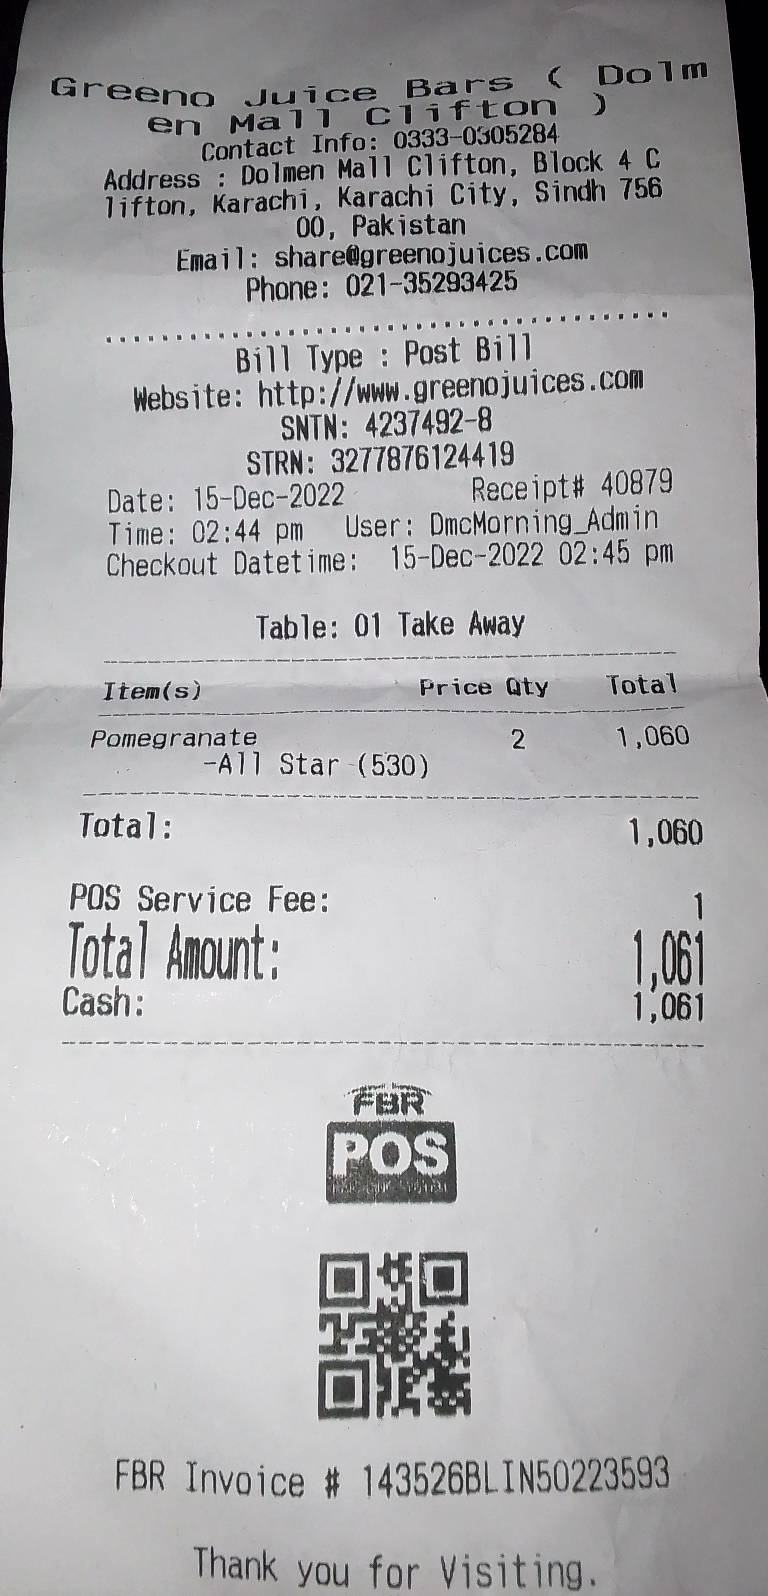 Greeno Juice Bars ( Dolm
en Mall Clifton )
Contact Info: 0333-0305284
Address : Dolmen Mall Clifton, Block 4 C
lifton, Karachi, Karachi City, Sindh 756
00, Pakistan
Email: share@greenojuices.com
Phone: 021-35293425
Bill Type : Post Bill
Website: http://www.greenojuices.com
SNTN: 4237492-8
STRN: 3277876124419
Date: 15-Dec-2022 Receipt# 40879
Time: 02:44 pm User: DmcMorning_Admin
Checkout Datetime: 15-Dec-2022 02:45 pm
Table: 01 Take Away
Item(s) Price Qty Total
Pomegranate 2 1,060
-All Star (530)
Total: 1,060
POS Service Fee: 1
Total Amount: 1,061
Cash: 1,061
FBR
POS
FBR Invoice # 143526BLIN50223593
Thank you for Visiting.